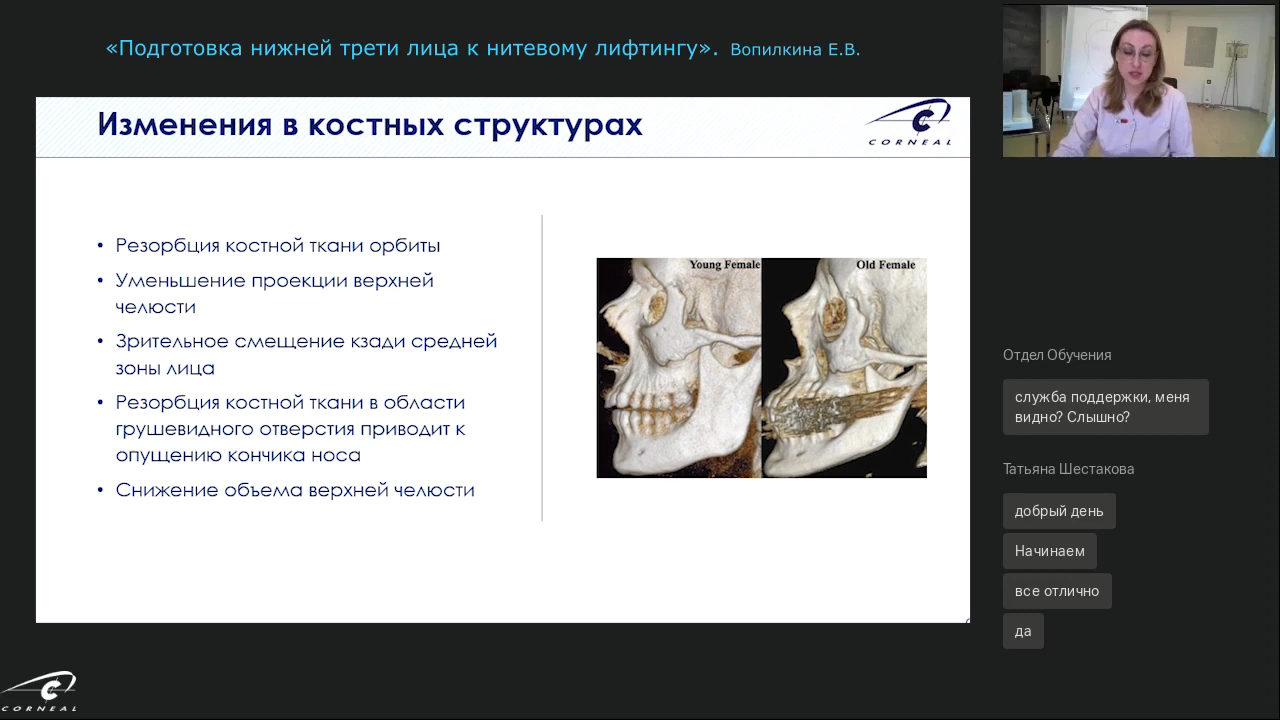 «Подготовка нижней трети лица к нитевому лифтингу». Вопилкина Е.В.
Изменения в костных структурах
CORNEAL
• Резорбция костной ткани орбиты
• Уменьшение проекции верхней
челюсти
• Зрительное смещение кзади средней
зоны лица
• Резорбция костной ткани в области
грушевидного отверстия приводит к
опущению кончика носа
• Снижение объема верхней челюсти
Young Female
Old Female
Отдел Обучения
служба поддержки, меня
видно? Слышно?
Татьяна Шестакова
добрый день
Начинаем
все отлично
да
CORNEAL